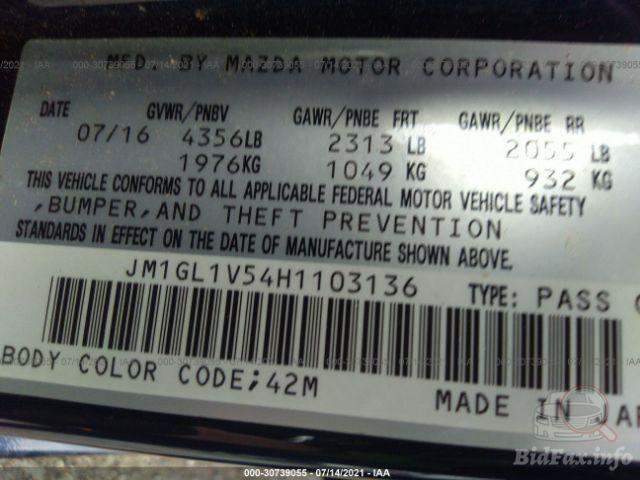 MFD. BY MAZDA MOTOR CORPORATION
DATE GVWR/PNBV GAWR/PNBE FRT GAWR/PNBE RR
07/16 4356LB 2313 LB 2055 LB
1976KG 1049 KG 932 KG
THIS VEHICLE CONFORMS TO ALL APPLICABLE FEDERAL MOTOR VEHICLE SAFETY
,BUMPER,AND THEFT PREVENTION
STANDARDS IN EFFECT ON THE DATE OF MANUFACTURE SHOWN ABOVE.
JM1GL1V54H1103136 TYPE: PASS
BODY COLOR CODE;42M
MADE IN JAP
000-30739055 - 07/14/2021 - IAA
BidFax.info